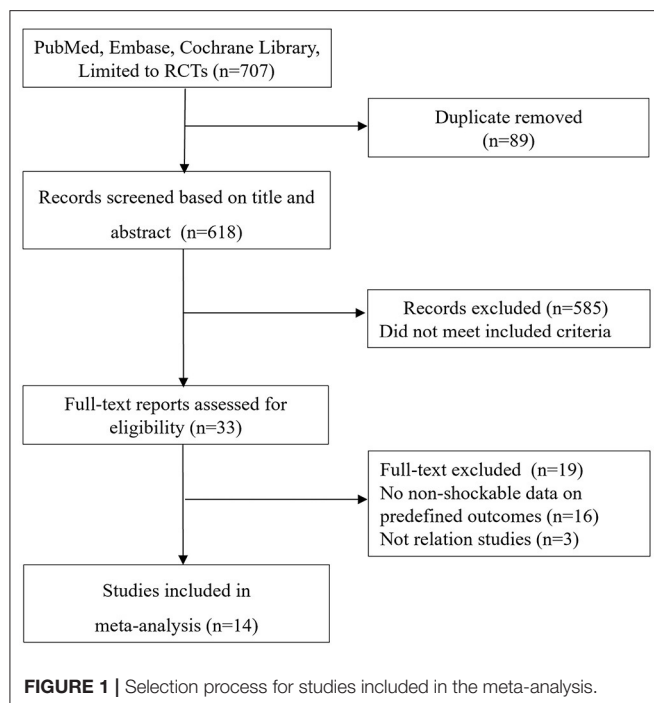 PubMed, Embase, Cochrane Library,
Limited to RCTs (n=707)
Duplicate removed
(n=89)
Records screened based on title and
abstract (n=618)
Records excluded (n=585)
Did not meet included criteria
Full-text reports assessed for
eligibility (n=33)
Full-text excluded (n=19)
No non-shockable data on
predefined outcomes (n=16)
Not relation studies (n=3)
Studies included in
meta-analysis (n=14)
FIGURE 1 | Selection process for studies included in the meta-analysis.